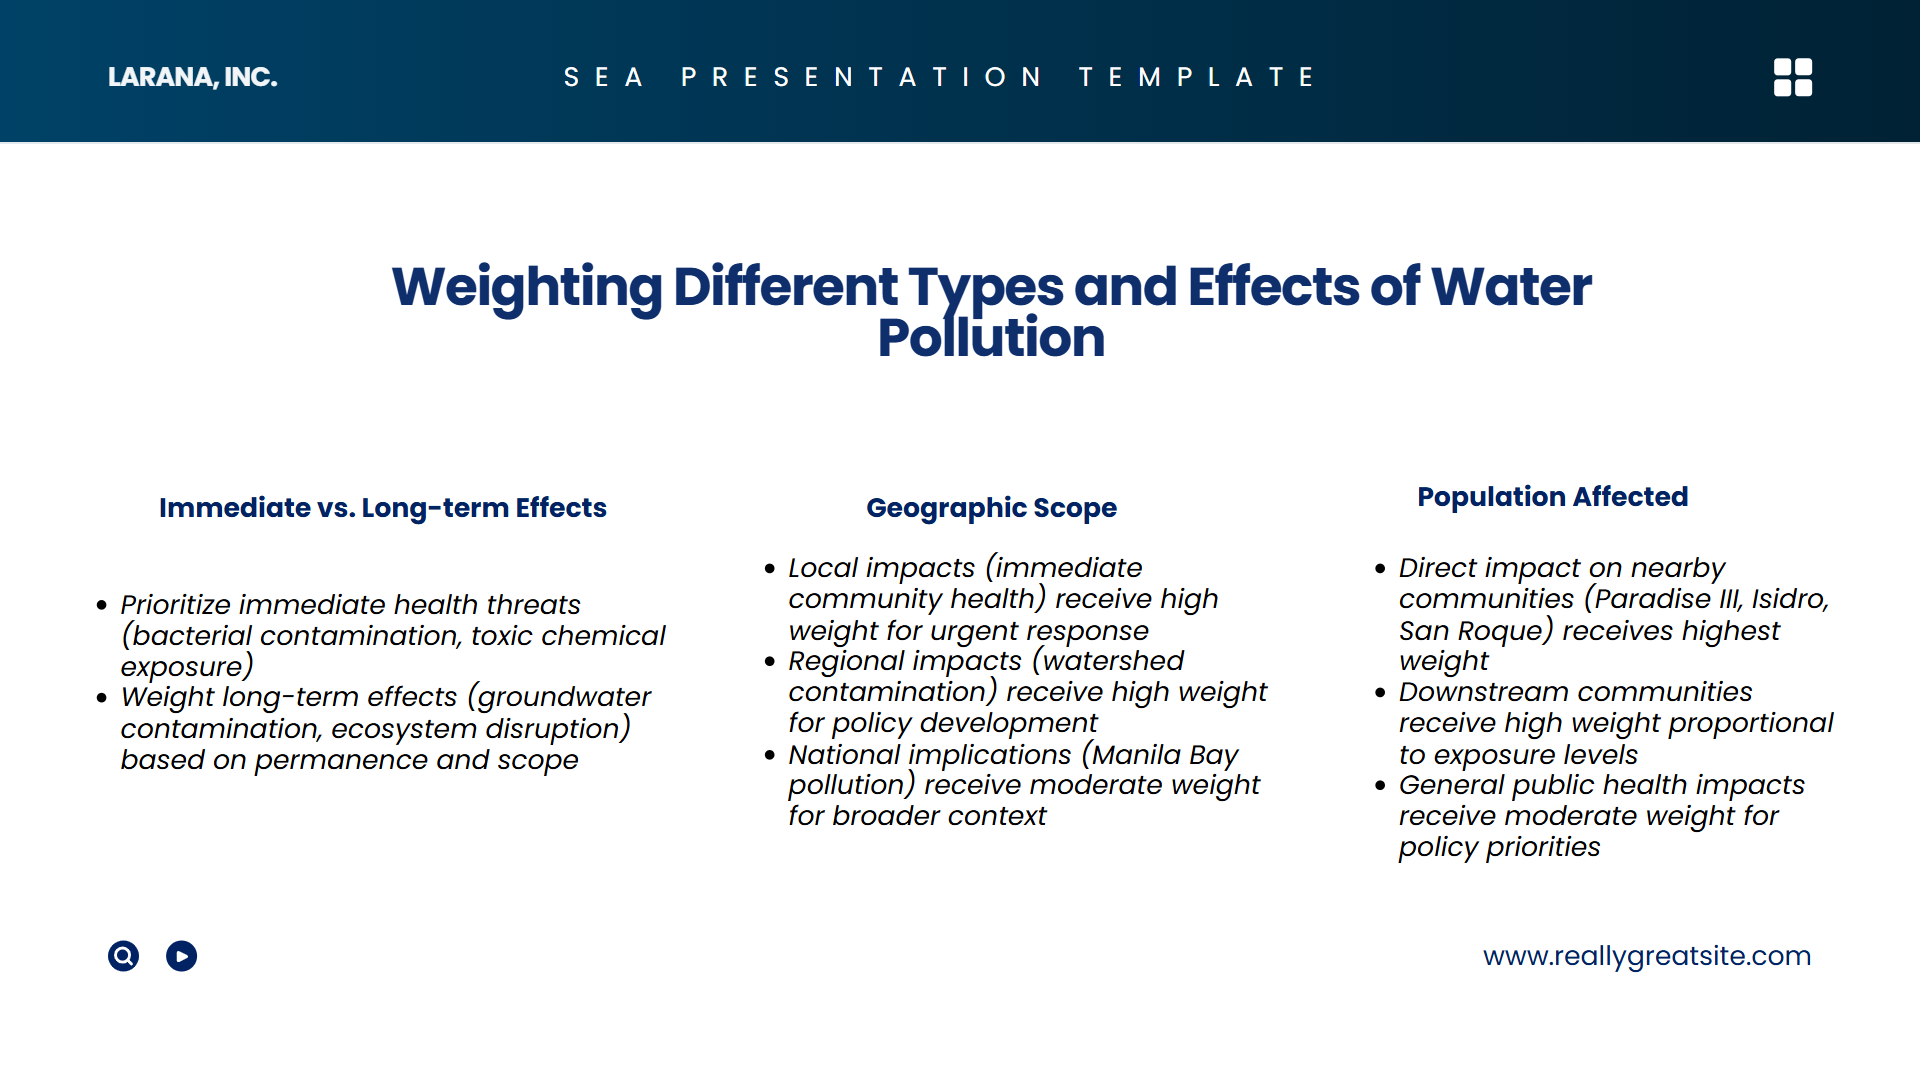 LARANA, INC.
SEA PRESENTATION TEMPLATE
Weighting Different Types and Effects of Water
Pollution
Immediate vs. Long-term Effects
• Prioritize immediate health threats
(bacterial contamination, toxic chemical
exposure)
• Weight long-term effects (groundwater
contamination, ecosystem disruption)
based on permanence and scope
Geographic Scope
• Local impacts (immediate
community health) receive high
weight for urgent response
• Regional impacts (watershed
contamination) receive high weight
for policy development
• National implications (Manila Bay
pollution) receive moderate weight
for broader context
Population Affected
• Direct impact on nearby
communities (Paradise III, Isidro,
San Roque) receives highest
weight
• Downstream communities
receive high weight proportional
to exposure levels
• General public health impacts
receive moderate weight for
policy priorities
www.reallygreatsite.com